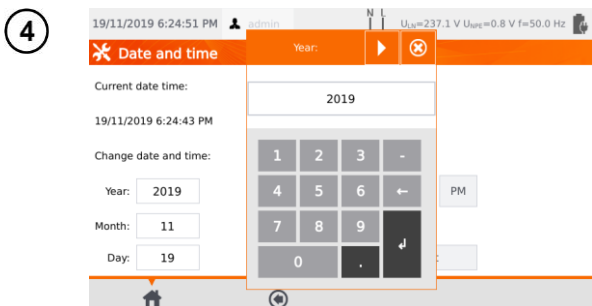 4
19/11/2019 6:24:51 PM admin N L U_LN=237.1 V U_NPE=0.8 V f=50.0 Hz
Date and time
Year:
Current date time:
2019
19/11/2019 6:24:43 PM
Change date and time:
1 2 3 -
Year: 2019
4 5 6 ← PM
Month: 11
7 8 9 ↲
Day: 19
0 .